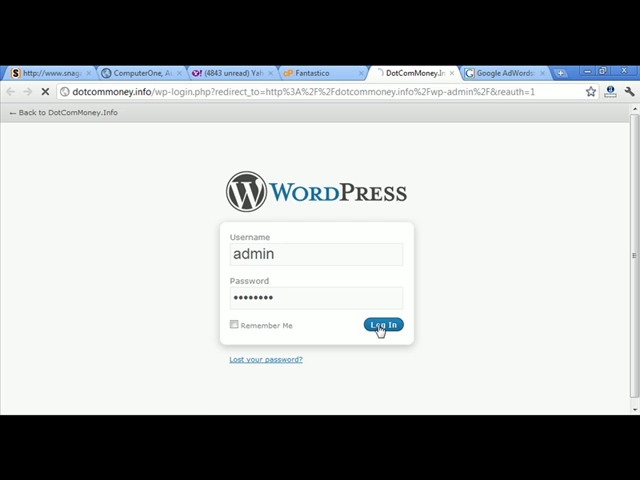 http://www.snag
ComputerOne, A
(4843 unread) Yah
Fantastico
DotComMoney.In
Google AdWords
dotcommoney.info/wp-login.php?redirect_to=http%3A%2F%2Fdotcommoney.info%2Fwp-admin%2F&reauth=1
← Back to DotComMoney.Info
WORDPRESS
Username
admin
Password
••••••••
Remember Me
Log In
Lost your password?